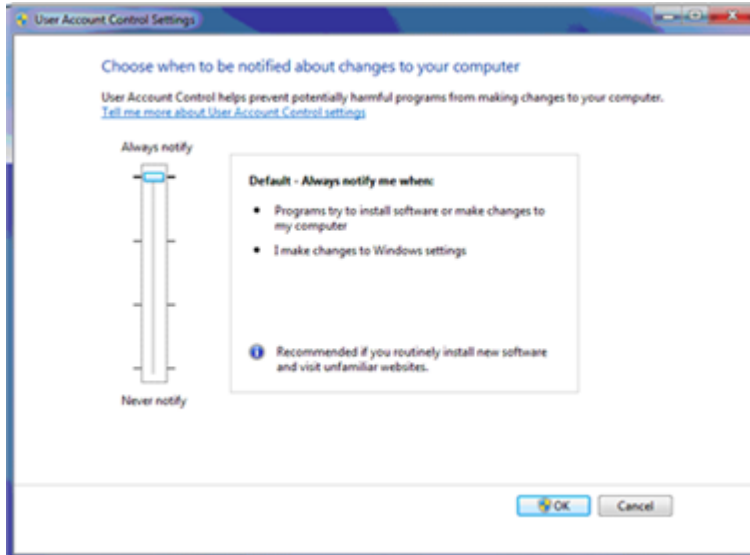 User Account Control Settings
Choose when to be notified about changes to your computer
User Account Control helps prevent potentially harmful programs from making changes to your computer.
Tell me more about User Account Control settings
Always notify
Default - Always notify me when:
• Programs try to install software or make changes to
my computer
• I make changes to Windows settings
Recommended if you routinely install new software
and visit unfamiliar websites.
Never notify
OK
Cancel